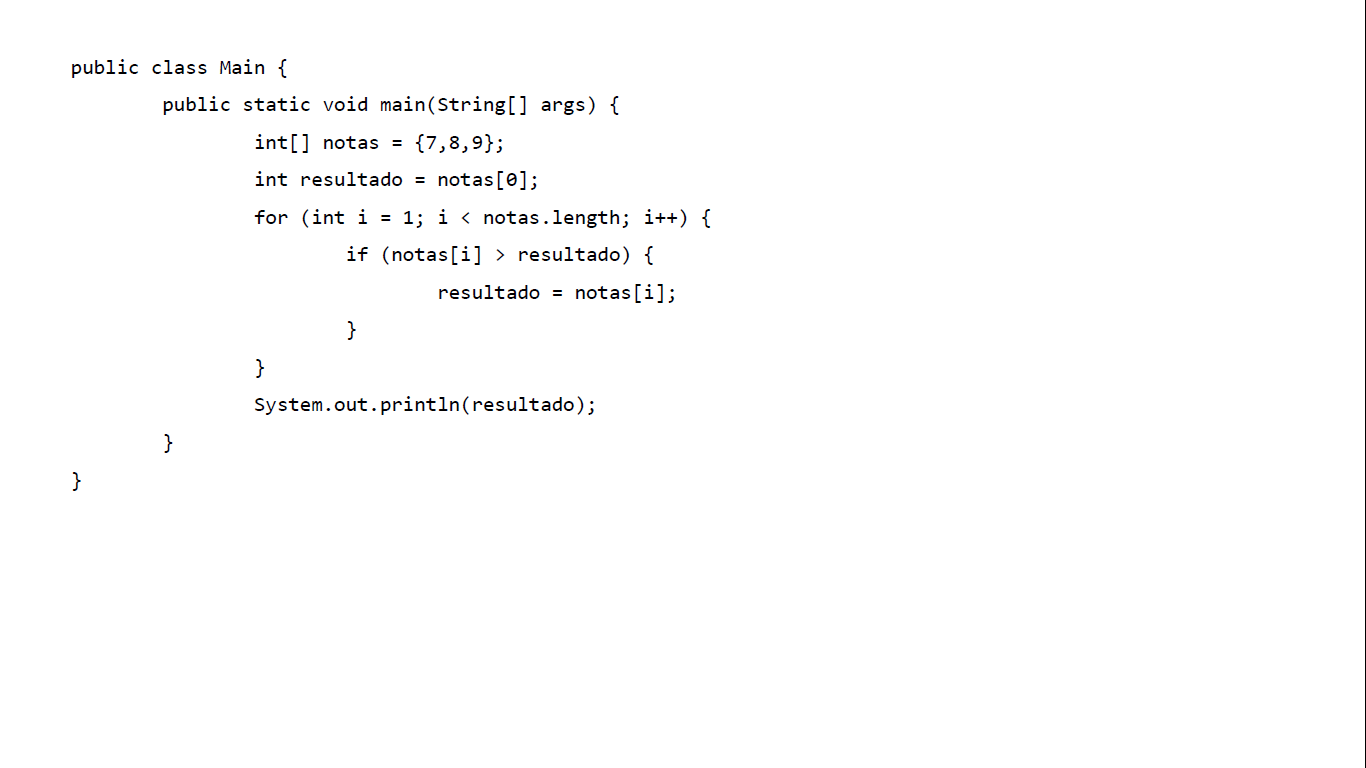 public class Main {
public static void main(String[] args) {
int[] notas = {7,8,9};
int resultado = notas[0];
for (int i = 1; i < notas.length; i++) {
if (notas[i] > resultado) {
resultado = notas[i];
}
}
System.out.println(resultado);
}
}